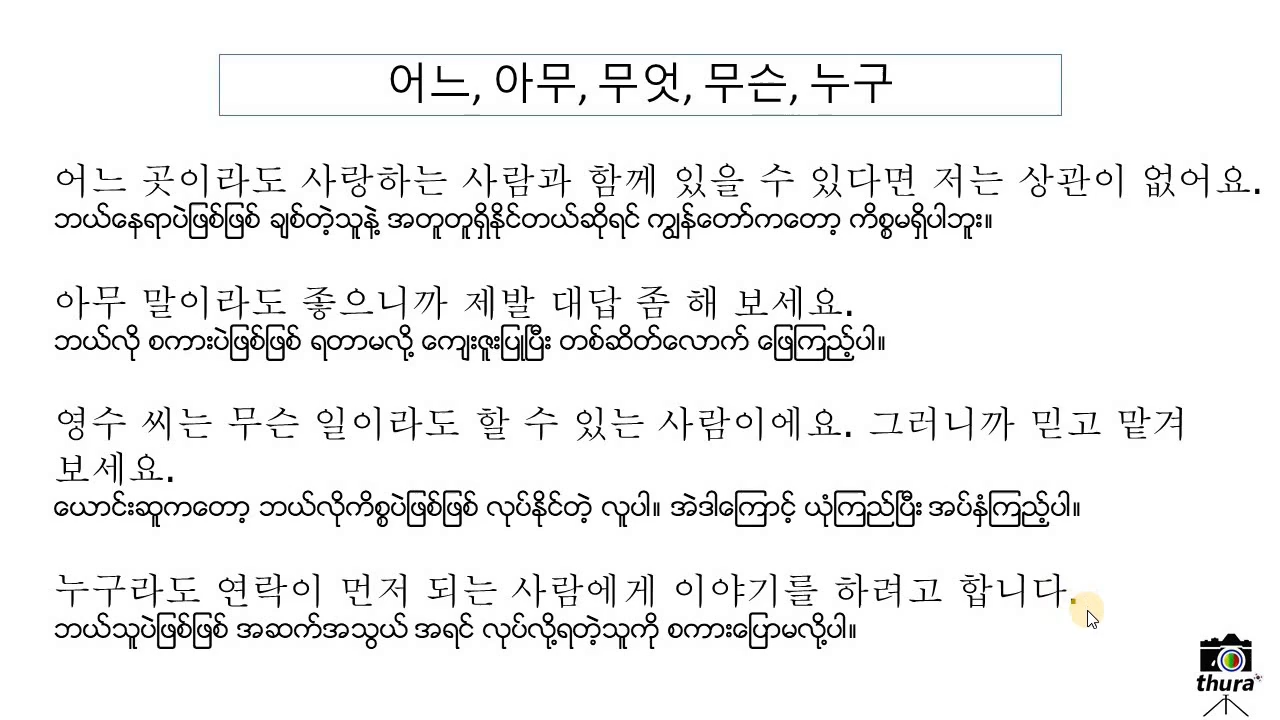 어느, 아무, 무엇, 무슨, 누구
어느 곳이라도 사랑하는 사람과 함께 있을 수 있다면 저는 상관이 없어요.
ဘယ်နေရာပဲဖြစ်ဖြစ် ချစ်တဲ့သူနဲ့ အတူတူရှိနိုင်တယ်ဆိုရင် ကျွန်တော်ကတော့ ကိစ္စမရှိပါဘူး။
아무 말이라도 좋으니까 제발 대답 좀 해 보세요.
ဘယ်လို စကားပဲဖြစ်ဖြစ် ရတာမလို့ ကျေးဇူးပြုပြီး တစ်ဆိတ်လောက် ဖြေကြည့်ပါ။
영수 씨는 무슨 일이라도 할 수 있는 사람이에요. 그러니까 믿고 맡겨
보세요.
ယောင်းဆူကတော့ ဘယ်လိုကိစ္စပဲဖြစ်ဖြစ် လုပ်နိုင်တဲ့ လူပါ။ အဲဒါကြောင့် ယုံကြည်ပြီး အပ်နှံကြည့်ပါ။
누구라도 연락이 먼저 되는 사람에게 이야기를 하려고 합니다.
ဘယ်သူပဲဖြစ်ဖြစ် အဆက်အသွယ် အရင် လုပ်လို့ရတဲ့သူကို စကားပြောမလို့ပါ။
thura